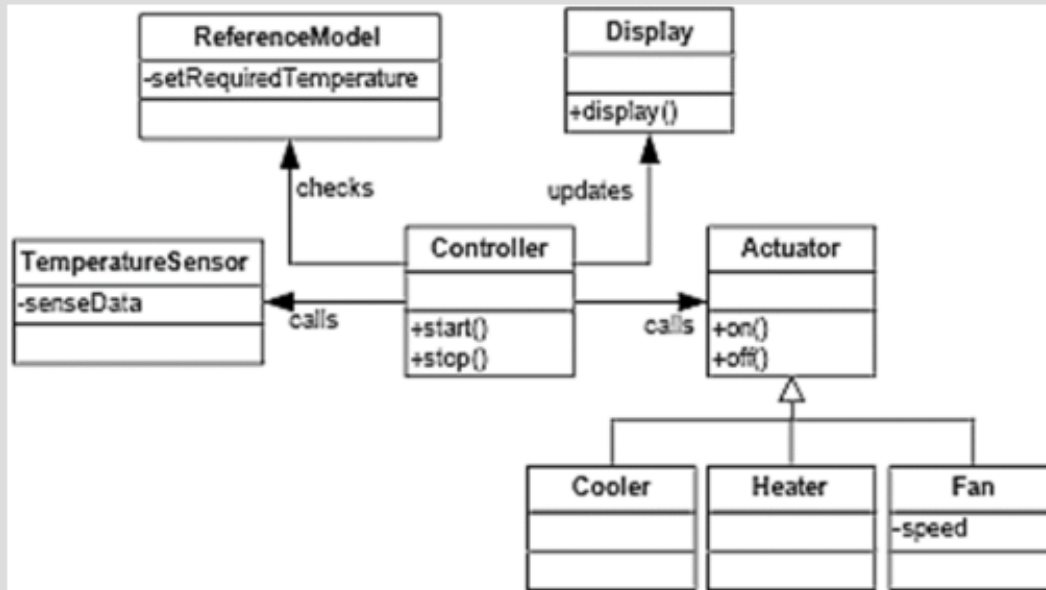 ReferenceModel
-setRequiredTemperature
Display
+display()
checks
updates
TemperatureSensor
-senseData
Controller
+start()
+stop()
Actuator
+on()
+off()
calls
calls
Cooler
Heater
Fan
-speed